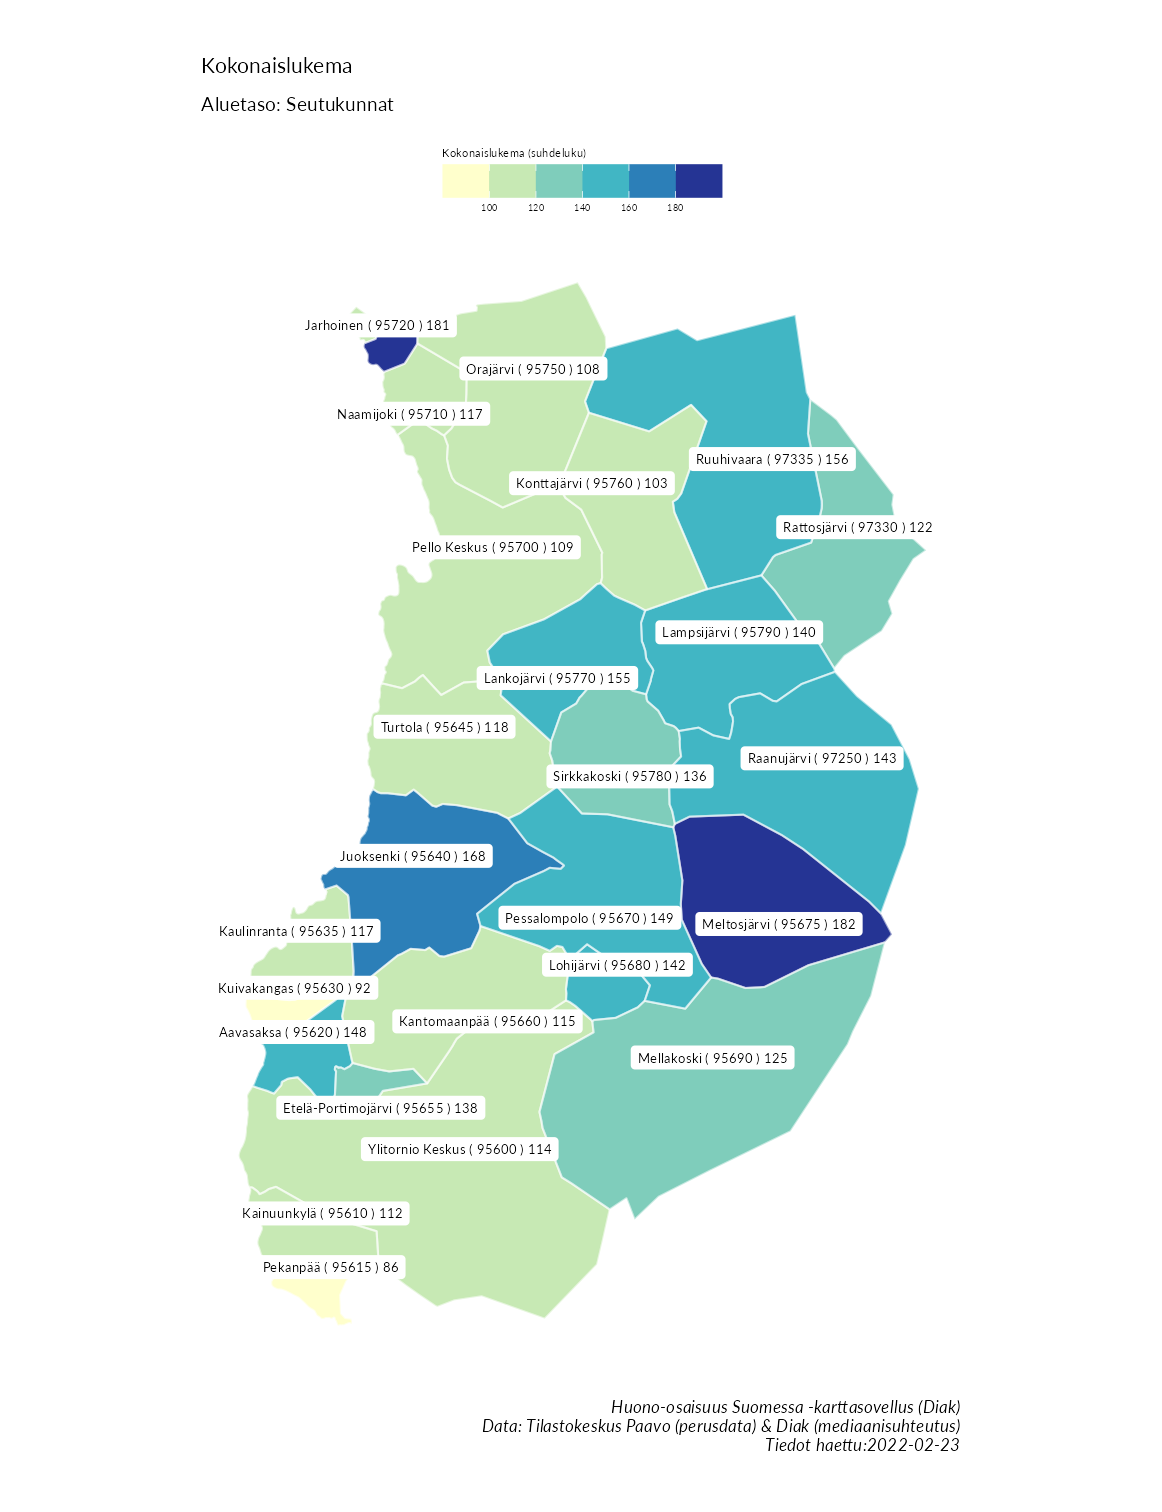 Kokonaislukema
Aluetaso: Seutukunnat
Kokonaislukema (suhdeluku)
100 120 140 160 180
Jarhoinen ( 95720 ) 181
Orajärvi ( 95750 ) 108
Naamijoki ( 95710 ) 117
Ruuhivaara ( 97335 ) 156
Konttajärvi ( 95760 ) 103
Rattosjärvi ( 97330 ) 122
Pello Keskus ( 95700 ) 109
Lampsijärvi ( 95790 ) 140
Lankojärvi ( 95770 ) 155
Turtola ( 95645 ) 118
Raanujärvi ( 97250 ) 143
Sirkkakoski ( 95780 ) 136
Juoksenki ( 95640 ) 168
Pessalompolo ( 95670 ) 149
Meltosjärvi ( 95675 ) 182
Kaulinranta ( 95635 ) 117
Lohijärvi ( 95680 ) 142
Kuivakangas ( 95630 ) 92
Kantomaanpää ( 95660 ) 115
Aavasaksa ( 95620 ) 148
Mellakoski ( 95690 ) 125
Etelä-Portimojärvi ( 95655 ) 138
Ylitornio Keskus ( 95600 ) 114
Kainuunkylä ( 95610 ) 112
Pekanpää ( 95615 ) 86
Huono-osaisuus Suomessa -karttasovellus (Diak)
Data: Tilastokeskus Paavo (perusdata) & Diak (mediaanisuhteutus)
Tiedot haettu:2022-02-23